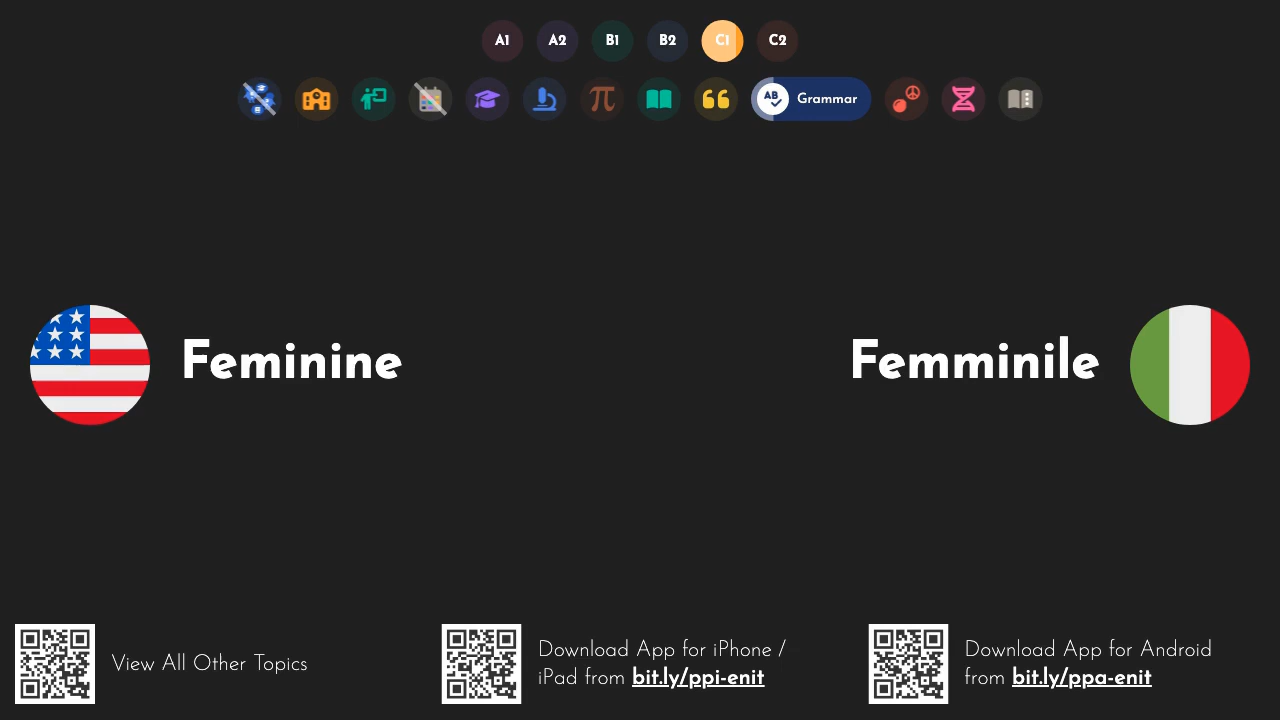 A1 A2 B1 B2 C1 C2
AB Grammar
Feminine
Femminile
View All Other Topics
Download App for iPhone /
iPad from bit.ly/ppi-enit
Download App for Android
from bit.ly/ppa-enit